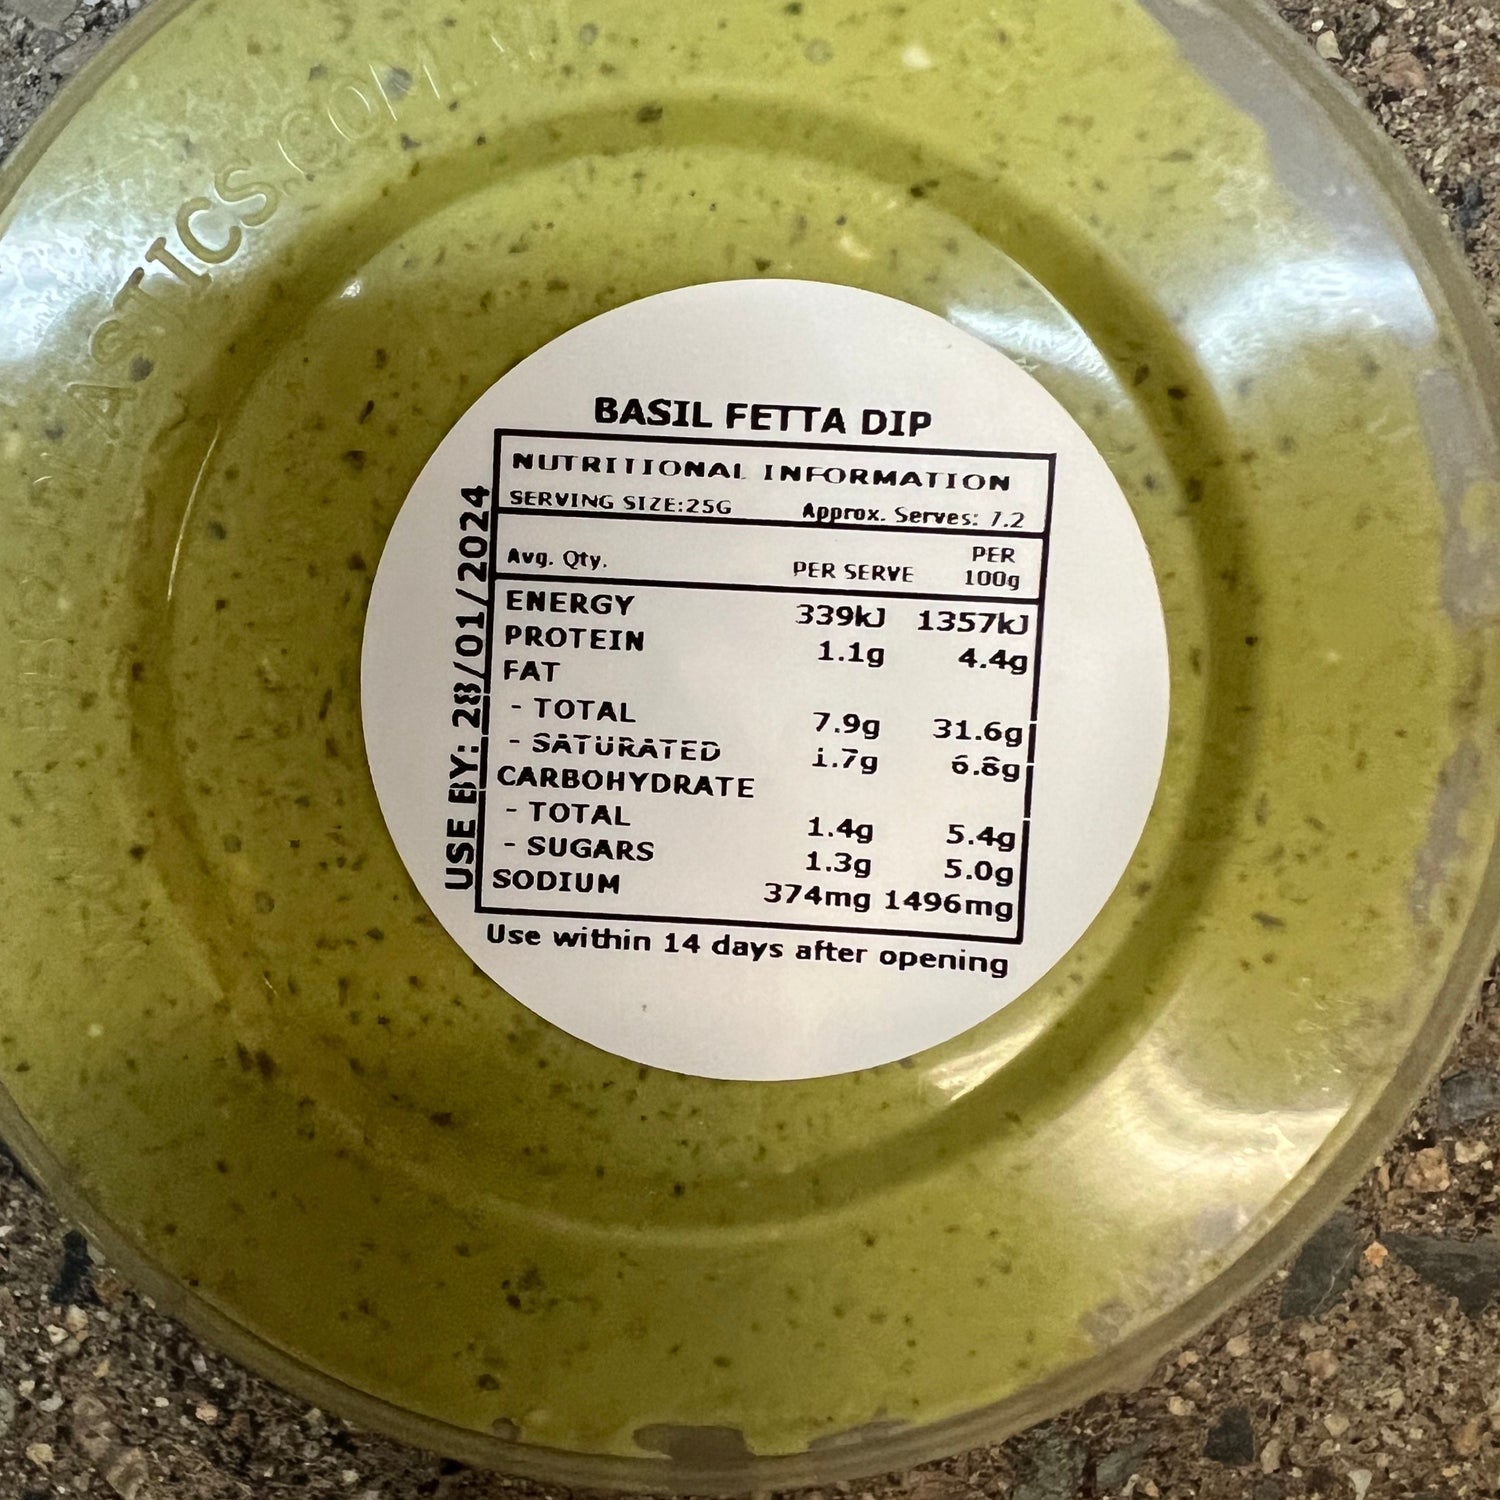 ASTICS.COM
BASIL FETTA DIP
NUTRITIONAL INFORMATION
SERVING SIZE:25G Approx. Serves: 7.2
Avg. Qty. PER SERVE PER 100g
ENERGY 339kJ 1357kJ
PROTEIN 1.1g 4.4g
FAT
- TOTAL 7.9g 31.6g
- SATURATED 1.7g 6.8g
CARBOHYDRATE
- TOTAL 1.4g 5.4g
- SUGARS 1.3g 5.0g
SODIUM 374mg 1496mg
Use within 14 days after opening
USE BY: 28/01/2024